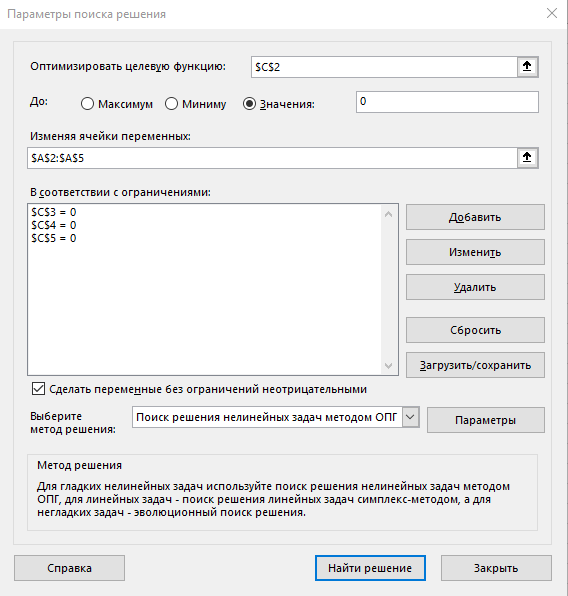 Параметры поиска решения
Оптимизировать целевую функцию:
$C$2
До:
Максимум
Миниму
Значения:
0
Изменяя ячейки переменных:
$A$2:$A$5
В соответствии с ограничениями:
$C$3 = 0
$C$4 = 0
$C$5 = 0
Добавить
Изменить
Удалить
Сбросить
Загрузить/сохранить
Сделать переменные без ограничений неотрицательными
Выберите
метод решения:
Поиск решения нелинейных задач методом ОПГ
Параметры
Метод решения
Для гладких нелинейных задач используйте поиск решения нелинейных задач методом
ОПГ, для линейных задач - поиск решения линейных задач симплекс-методом, а для
негладких задач - эволюционный поиск решения.
Справка
Найти решение
Закрыть